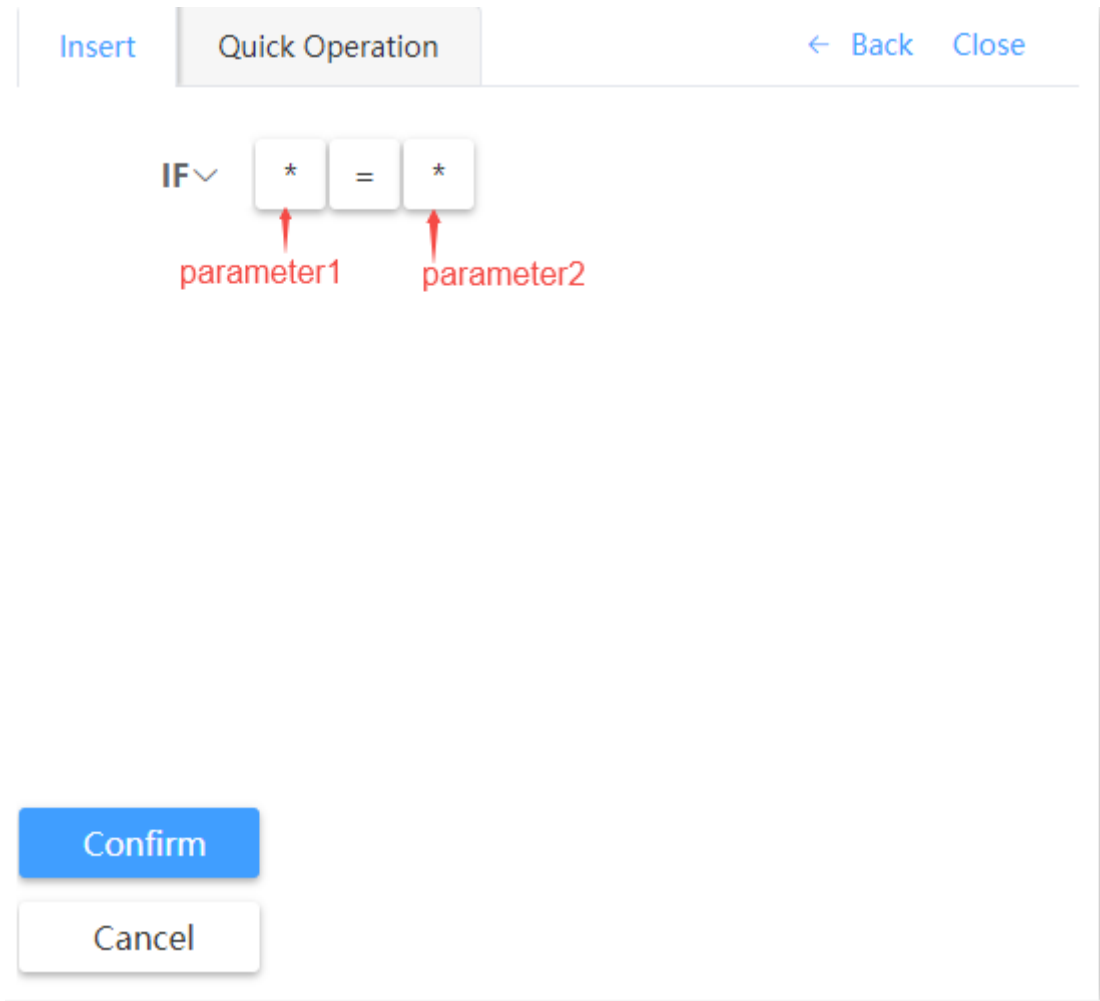 Insert Quick Operation ← Back Close
IF * = *
parameter1 parameter2
Confirm
Cancel